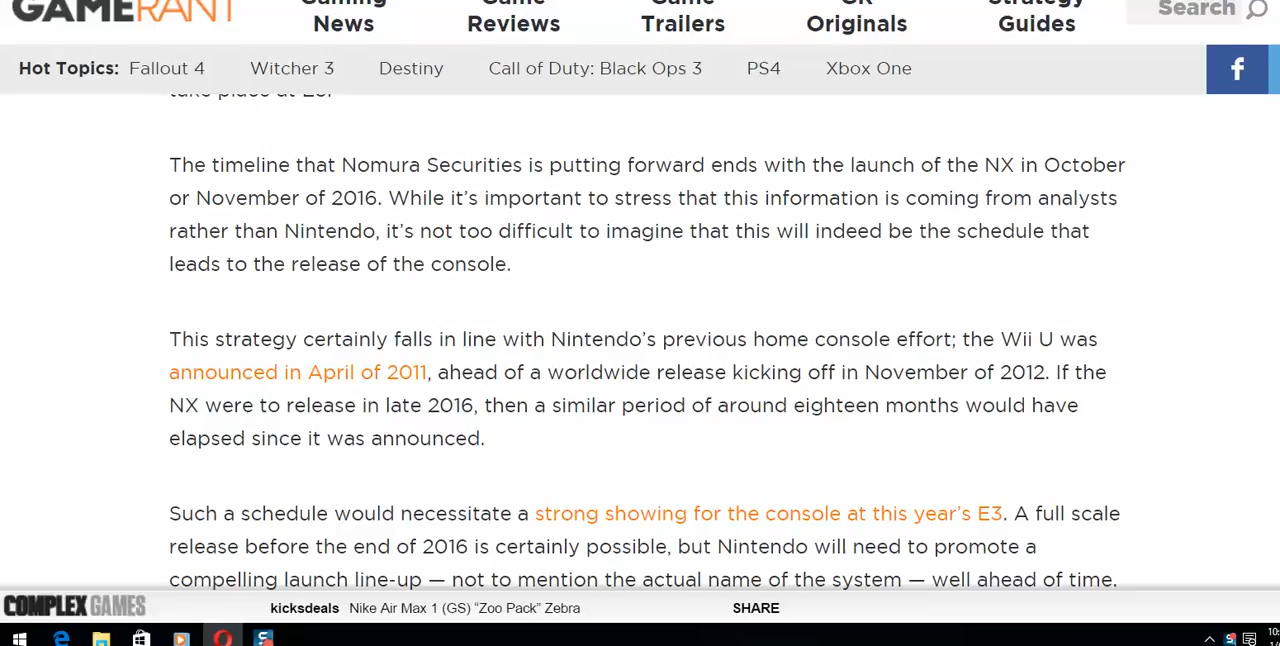 GAMERANT
Gaming News
Game Reviews
Game Trailers
GR Originals
Strategy Guides
Search
Hot Topics: Fallout 4 Witcher 3 Destiny Call of Duty: Black Ops 3 PS4 Xbox One
f
take place at E3.
The timeline that Nomura Securities is putting forward ends with the launch of the NX in October
or November of 2016. While it’s important to stress that this information is coming from analysts
rather than Nintendo, it’s not too difficult to imagine that this will indeed be the schedule that
leads to the release of the console.
This strategy certainly falls in line with Nintendo’s previous home console effort; the Wii U was
announced in April of 2011, ahead of a worldwide release kicking off in November of 2012. If the
NX were to release in late 2016, then a similar period of around eighteen months would have
elapsed since it was announced.
Such a schedule would necessitate a strong showing for the console at this year’s E3. A full scale
release before the end of 2016 is certainly possible, but Nintendo will need to promote a
compelling launch line-up — not to mention the actual name of the system — well ahead of time.
COMPLEX GAMES
kicksdeals Nike Air Max 1 (GS) “Zoo Pack” Zebra
SHARE